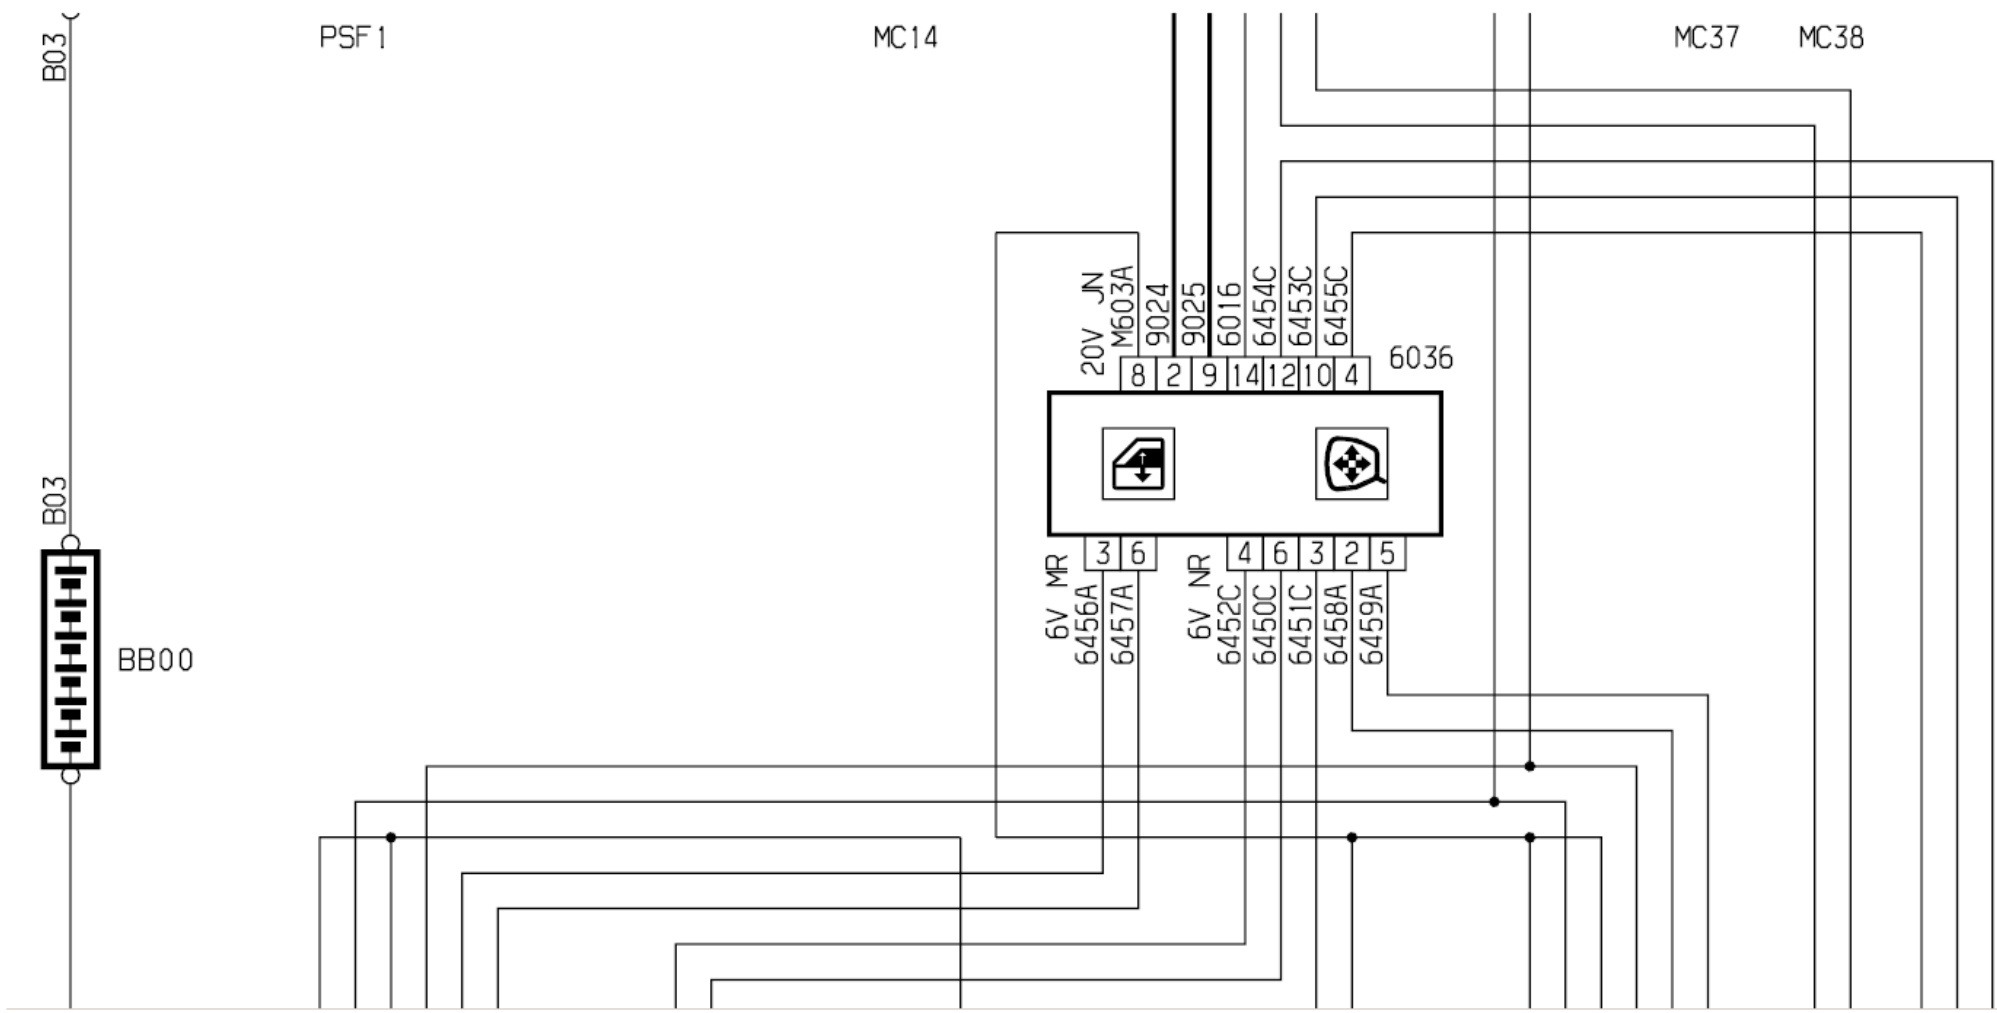 B03
PSF1
MC14
MC37
MC38
20V JN
M603A
9024
9025
6016
6454C
6453C
6455C
6036
8 2 9 14 12 10 4
B03
3 6
4 6 3 2 5
6V MR
6456A
6457A
6V NR
6452C
6450C
6451C
6458A
6459A
BB00